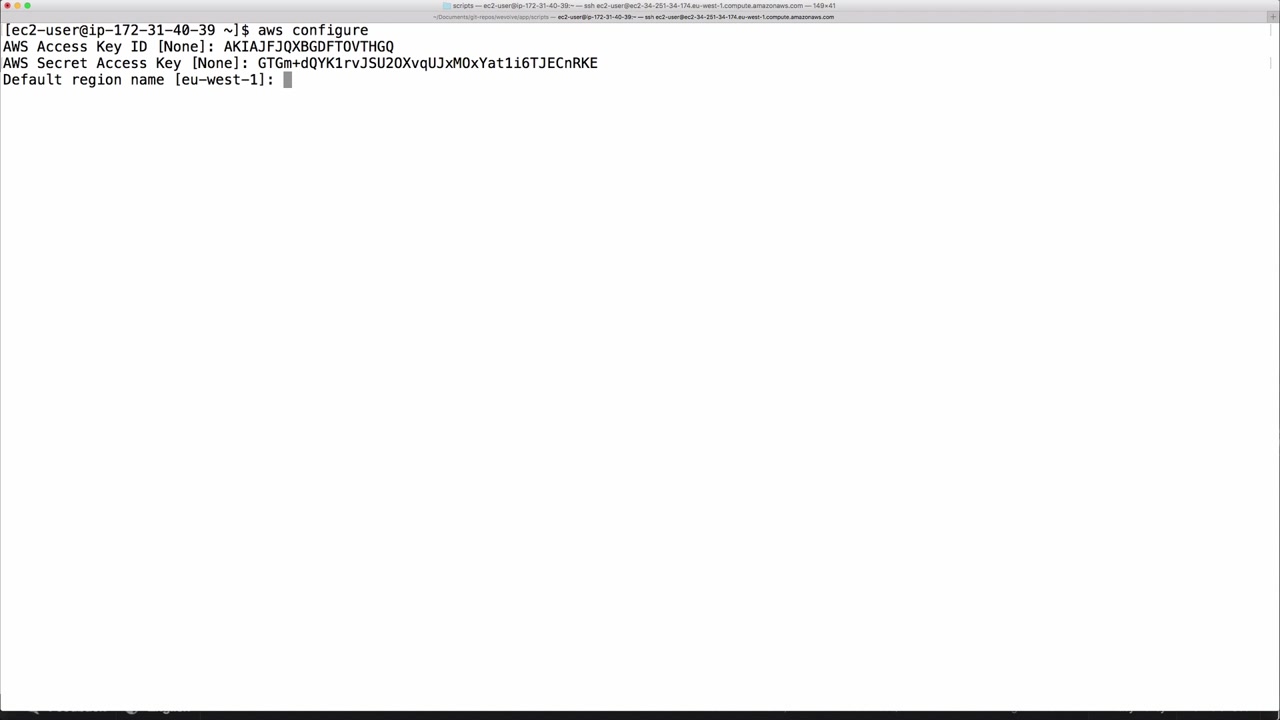 scripts — ec2-user@ip-172-31-40-39:~ — ssh ec2-user@ec2-34-251-34-174.eu-west-1.compute.amazonaws.com — 149×41
~/Documents/git-repos/wevolve/app/scripts — ec2-user@ip-172-31-40-39:~ — ssh ec2-user@ec2-34-251-34-174.eu-west-1.compute.amazonaws.com
[ec2-user@ip-172-31-40-39 ~]$ aws configure
AWS Access Key ID [None]: AKIAJFJQXBGDFTOVTHGQ
AWS Secret Access Key [None]: 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
Default region name [eu-west-1]: